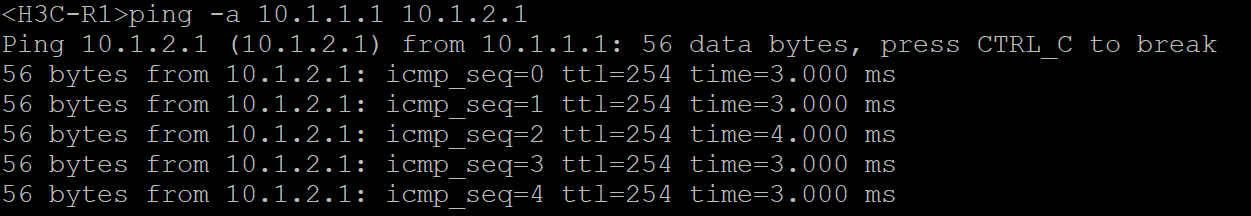 <H3C-R1>ping -a 10.1.1.1 10.1.2.1
Ping 10.1.2.1 (10.1.2.1) from 10.1.1.1: 56 data bytes, press CTRL_C to break
56 bytes from 10.1.2.1: icmp_seq=0 ttl=254 time=3.000 ms
56 bytes from 10.1.2.1: icmp_seq=1 ttl=254 time=3.000 ms
56 bytes from 10.1.2.1: icmp_seq=2 ttl=254 time=4.000 ms
56 bytes from 10.1.2.1: icmp_seq=3 ttl=254 time=3.000 ms
56 bytes from 10.1.2.1: icmp_seq=4 ttl=254 time=3.000 ms